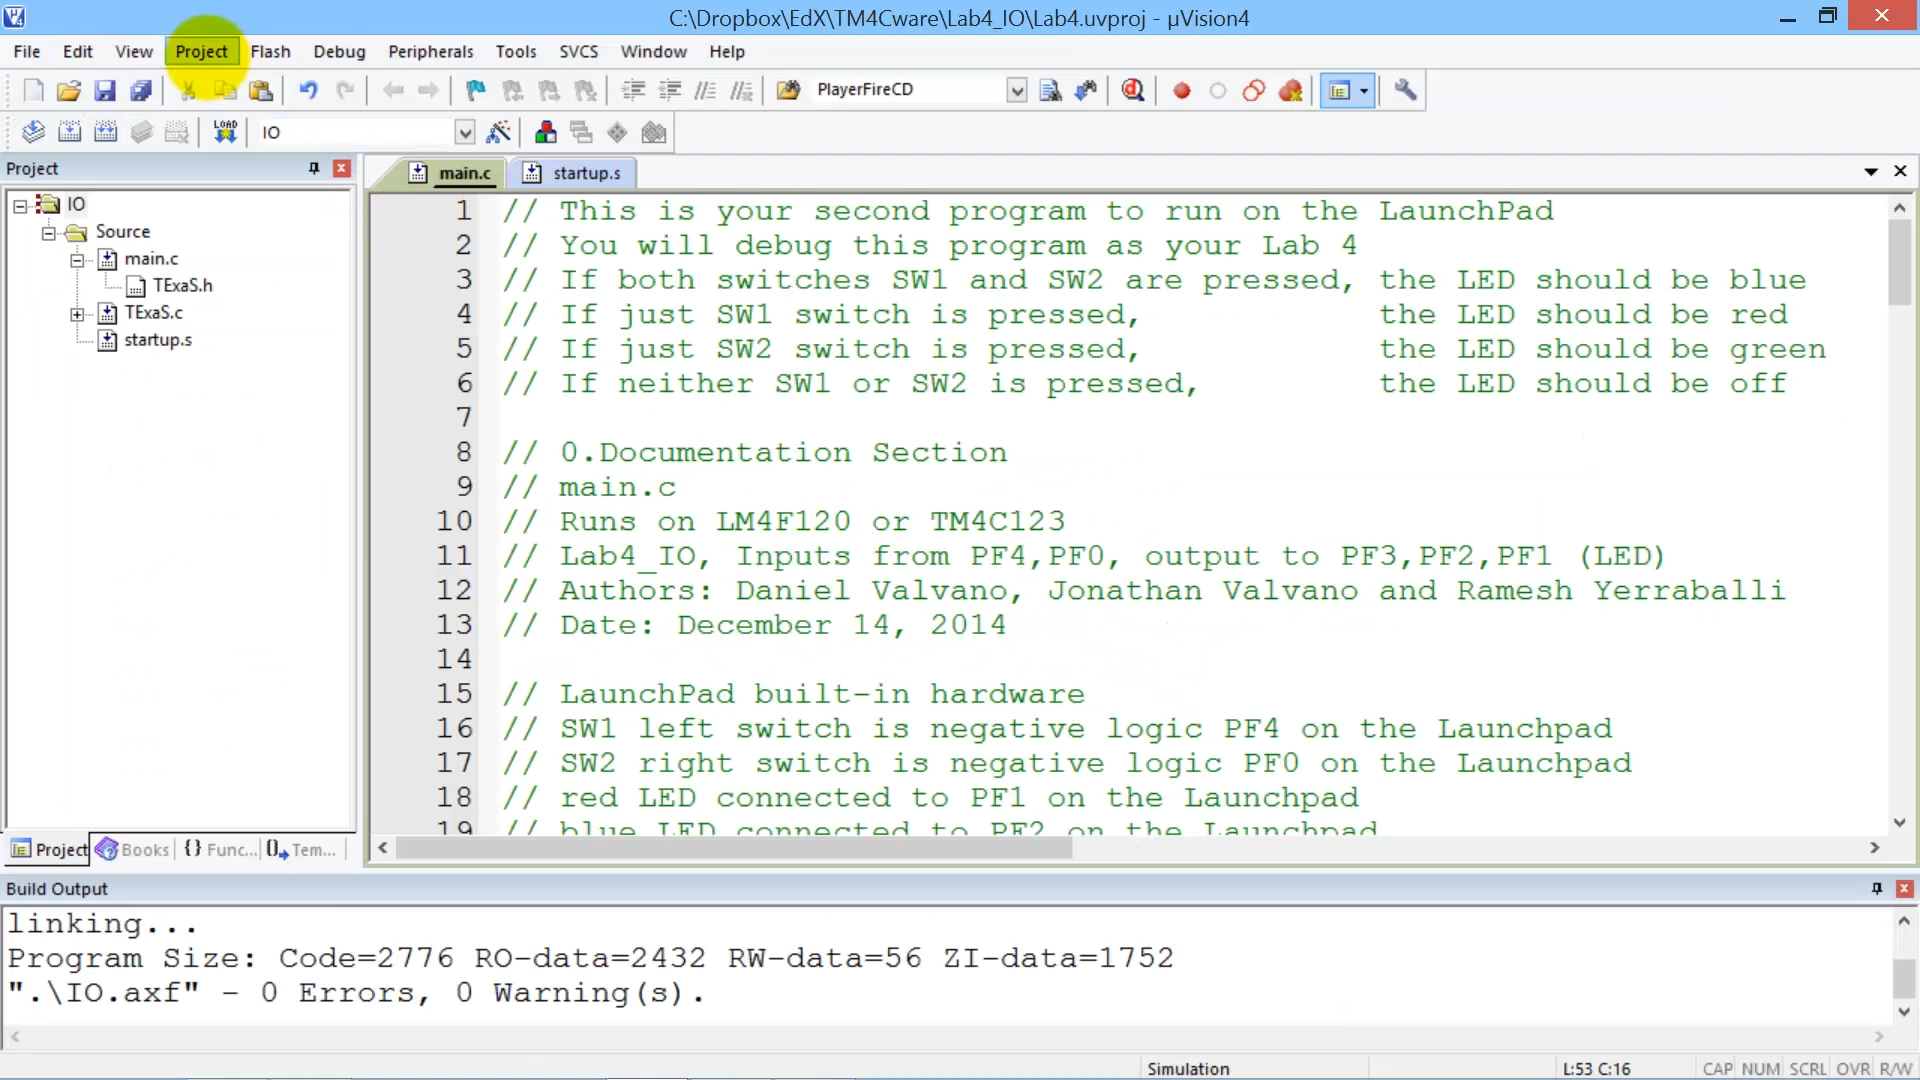 C:\Dropbox\EdX\TM4Cware\Lab4_IO\Lab4.uvproj - µVision4
File Edit View Project Flash Debug Peripherals Tools SVCS Window Help
PlayerFireCD
LOAD IO
Project
main.c startup.s
IO
Source
main.c
TExaS.h
TExaS.c
startup.s
1 // This is your second program to run on the LaunchPad
2 // You will debug this program as your Lab 4
3 // If both switches SW1 and SW2 are pressed, the LED should be blue
4 // If just SW1 switch is pressed, the LED should be red
5 // If just SW2 switch is pressed, the LED should be green
6 // If neither SW1 or SW2 is pressed, the LED should be off
7
8 // 0.Documentation Section
9 // main.c
10 // Runs on LM4F120 or TM4C123
11 // Lab4_IO, Inputs from PF4,PF0, output to PF3,PF2,PF1 (LED)
12 // Authors: Daniel Valvano, Jonathan Valvano and Ramesh Yerraballi
13 // Date: December 14, 2014
14
15 // LaunchPad built-in hardware
16 // SW1 left switch is negative logic PF4 on the Launchpad
17 // SW2 right switch is negative logic PF0 on the Launchpad
18 // red LED connected to PF1 on the Launchpad
19 // blue LED connected to PF2 on the Launchpad
Project Books {} Func... Tem...
Build Output
linking...
Program Size: Code=2776 RO-data=2432 RW-data=56 ZI-data=1752
".\IO.axf" - 0 Errors, 0 Warning(s).
Simulation L:53 C:16 CAP NUM SCRL OVR R/W